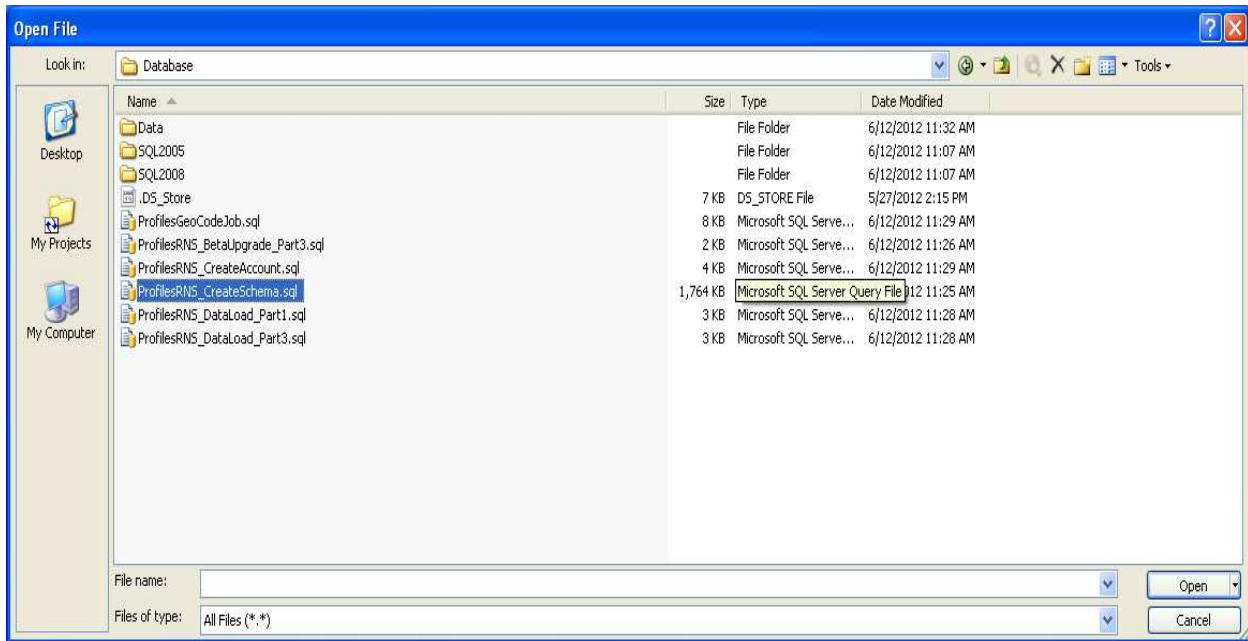 Open File
Look in: Database Tools
Name Size Type Date Modified
Data File Folder 6/12/2012 11:32 AM
SQL2005 File Folder 6/12/2012 11:07 AM
SQL2008 File Folder 6/12/2012 11:07 AM
.DS_Store 7 KB DS_STORE File 5/27/2012 2:15 PM
ProfilesGeoCodeJob.sql 8 KB Microsoft SQL Serve... 6/12/2012 11:29 AM
ProfilesRNS_BetaUpgrade_Part3.sql 2 KB Microsoft SQL Serve... 6/12/2012 11:26 AM
ProfilesRNS_CreateAccount.sql 4 KB Microsoft SQL Serve... 6/12/2012 11:29 AM
ProfilesRNS_CreateSchema.sql 1,764 KB Microsoft SQL Server Query File 12 11:25 AM
ProfilesRNS_DataLoad_Part1.sql 3 KB Microsoft SQL Serve... 6/12/2012 11:28 AM
ProfilesRNS_DataLoad_Part3.sql 3 KB Microsoft SQL Serve... 6/12/2012 11:28 AM
Desktop
My Projects
My Computer
File name: Open
Files of type: All Files (*.*) Cancel